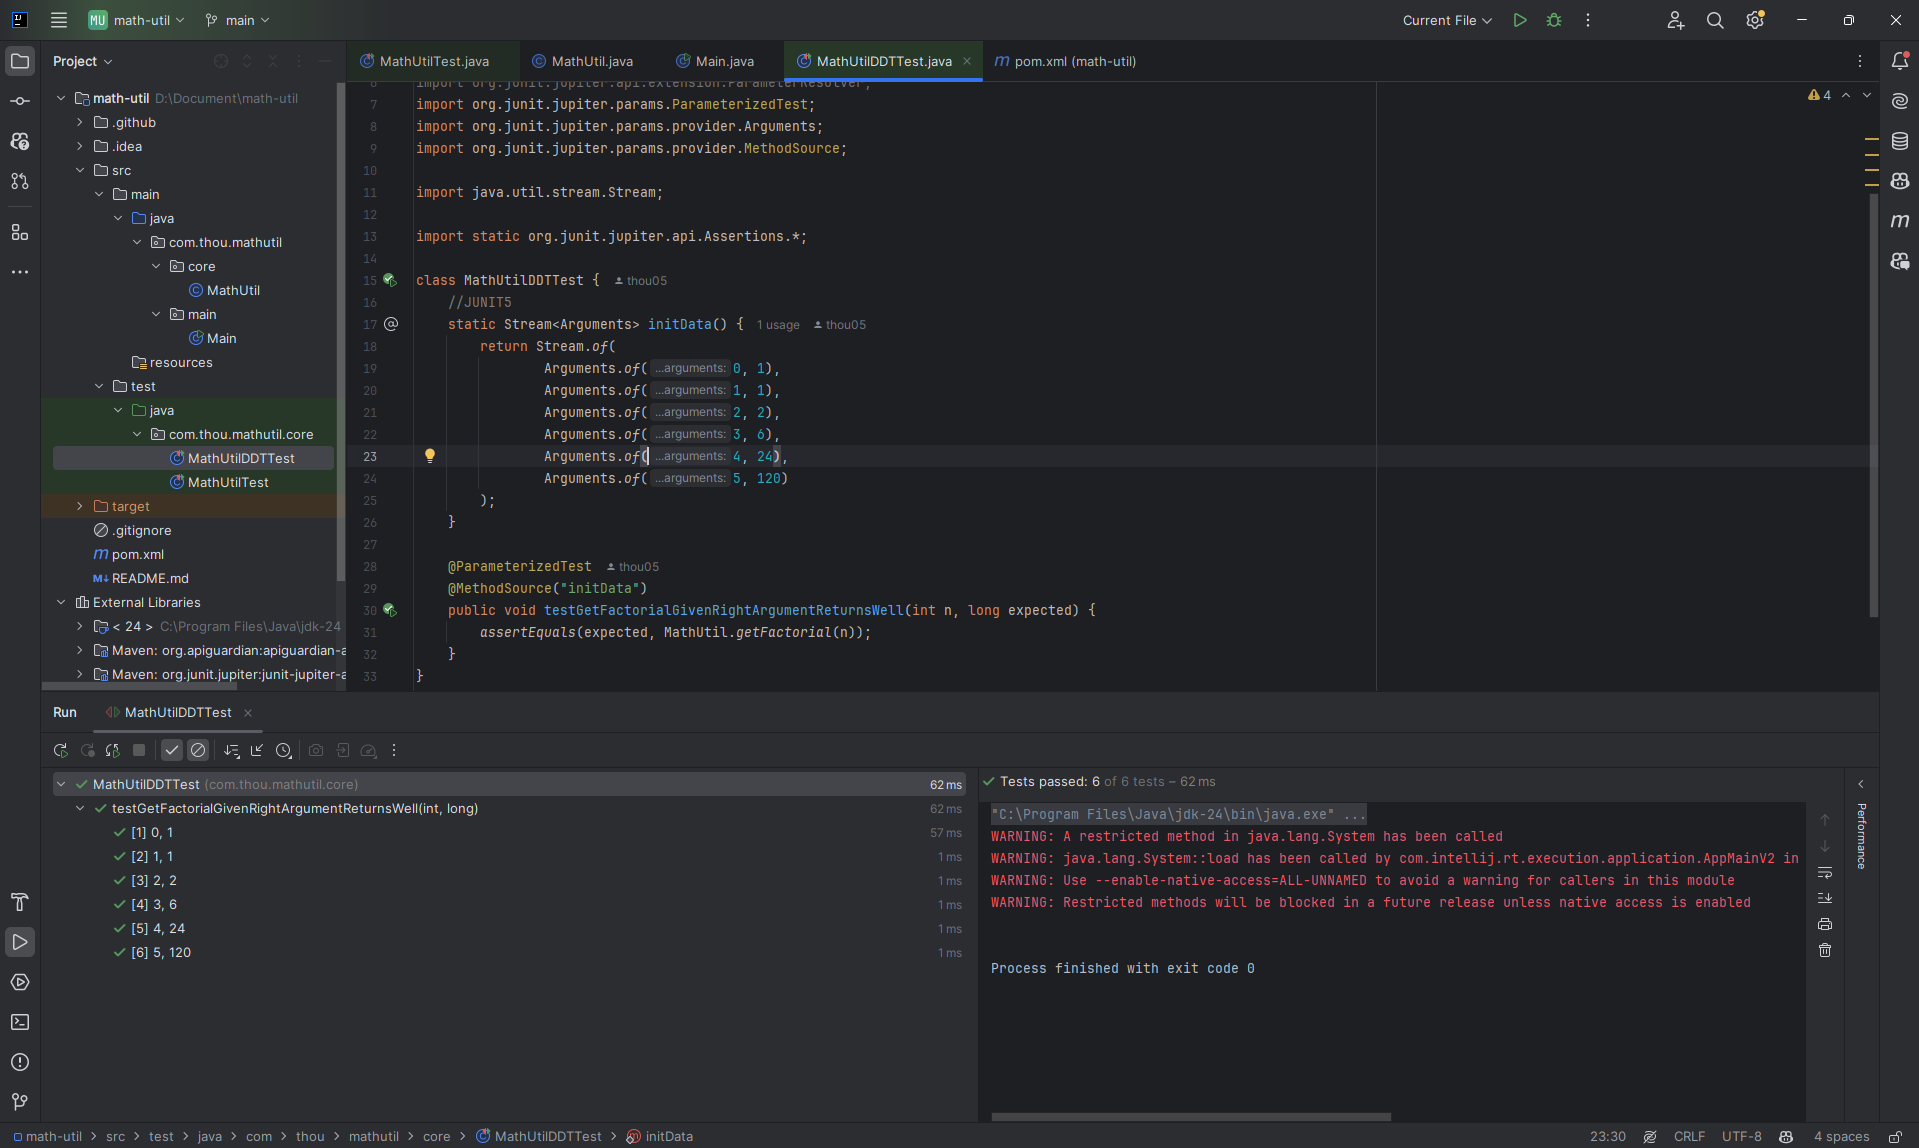 MU math-util main
Current File
Project
MathUtilTest.java MathUtil.java Main.java MathUtilDDTTest.java pom.xml (math-util)
math-util D:\Document\math-util
.github
.idea
src
main
java
com.thou.mathutil
core
MathUtil
main
Main
resources
test
java
com.thou.mathutil.core
MathUtilDDTTest
MathUtilTest
target
.gitignore
pom.xml
README.md
External Libraries
< 24 > C:\Program Files\Java\jdk-24
Maven: org.apiguardian:apiguardian-a
Maven: org.junit.jupiter:junit-jupiter-a
4
6 import org.junit.jupiter.api.extension.ParameterResolver;
7 import org.junit.jupiter.params.ParameterizedTest;
8 import org.junit.jupiter.params.provider.Arguments;
9 import org.junit.jupiter.params.provider.MethodSource;
10
11 import java.util.stream.Stream;
12
13 import static org.junit.jupiter.api.Assertions.*;
14
15 class MathUtilDDTTest { thou05
16 //JUNIT5
17 static Stream<Arguments> initData() { 1 usage thou05
18 return Stream.of(
19 Arguments.of( ...arguments: 0, 1),
20 Arguments.of( ...arguments: 1, 1),
21 Arguments.of( ...arguments: 2, 2),
22 Arguments.of( ...arguments: 3, 6),
23 Arguments.of( ...arguments: 4, 24),
24 Arguments.of( ...arguments: 5, 120)
25 );
26 }
27
28 @ParameterizedTest thou05
29 @MethodSource("initData")
30 public void testGetFactorialGivenRightArgumentReturnsWell(int n, long expected) {
31 assertEquals(expected, MathUtil.getFactorial(n));
32 }
33 }
Run MathUtilDDTTest
MathUtilDDTTest (com.thou.mathutil.core) 62 ms
testGetFactorialGivenRightArgumentReturnsWell(int, long) 62 ms
[1] 0, 1 57 ms
[2] 1, 1 1 ms
[3] 2, 2 1 ms
[4] 3, 6 1 ms
[5] 4, 24 1 ms
[6] 5, 120 1 ms
Tests passed: 6 of 6 tests – 62 ms
"C:\Program Files\Java\jdk-24\bin\java.exe" ...
WARNING: A restricted method in java.lang.System has been called
WARNING: java.lang.System::load has been called by com.intellij.rt.execution.application.AppMainV2 in
WARNING: Use --enable-native-access=ALL-UNNAMED to avoid a warning for callers in this module
WARNING: Restricted methods will be blocked in a future release unless native access is enabled
Process finished with exit code 0
Performance
math-util > src > test > java > com > thou > mathutil > core > MathUtilDDTTest > initData
23:30 CRLF UTF-8 4 spaces